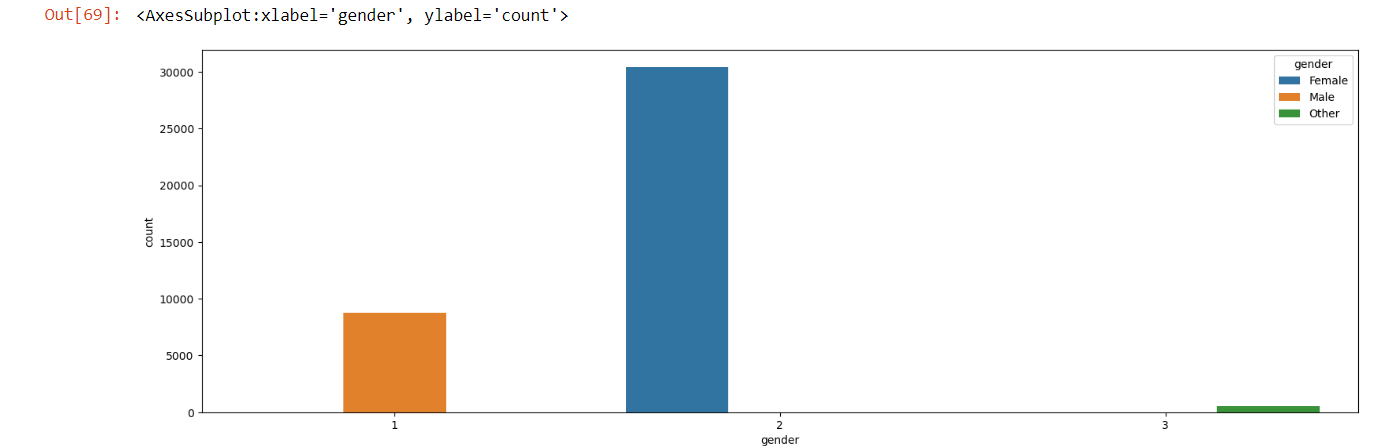 Out[69]: <AxesSubplot:xlabel='gender', ylabel='count'>
gender
Female
Male
Other
30000
25000
20000
15000
10000
5000
0
count
1 2 3
gender